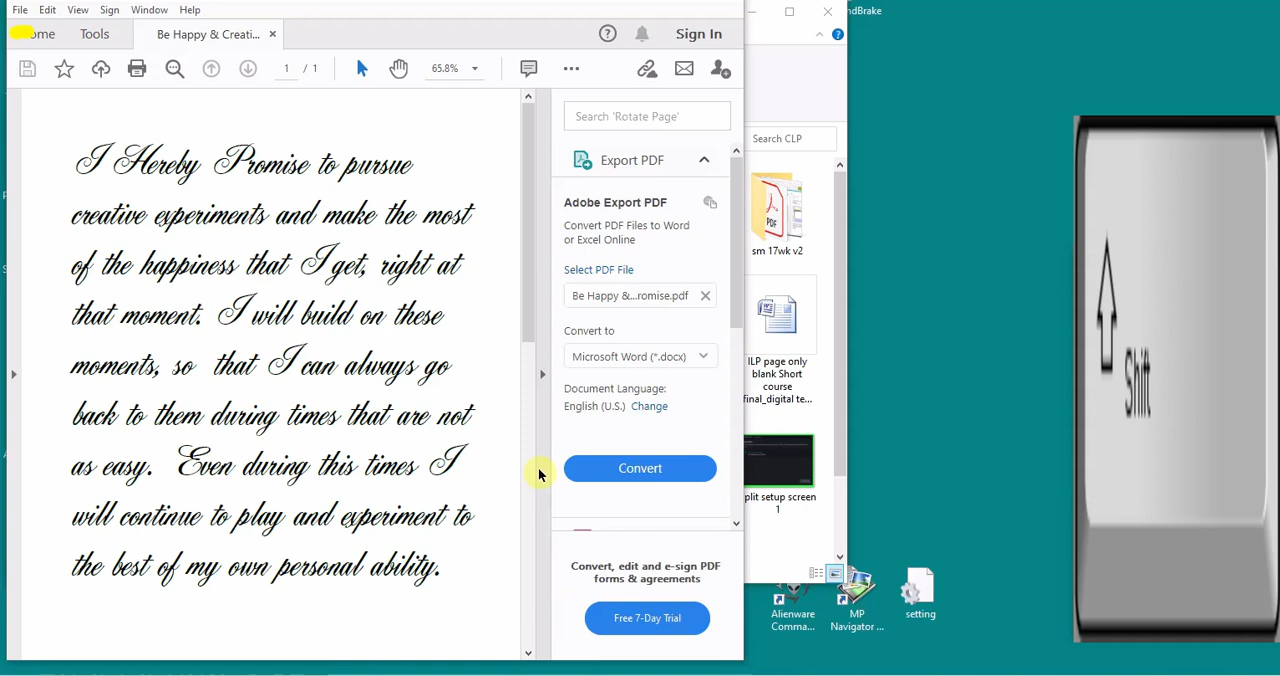 File Edit View Sign Window Help
ome Tools Be Happy & Creati... Sign In
1 / 1 65.8%
I Hereby Promise to pursue
creative experiments and make the most
of the happiness that I get, right at
that moment. I will build on these
moments, so that I can always go
back to them during times that are not
as easy. Even during this times I
will continue to play and experiment to
the best of my own personal ability.
Search 'Rotate Page'
Export PDF
Adobe Export PDF
Convert PDF Files to Word
or Excel Online
Select PDF File
Be Happy &...romise.pdf
Convert to
Microsoft Word (*.docx)
Document Language:
English (U.S.) Change
Convert
Convert, edit and e-sign PDF
forms & agreements
Free 7-Day Trial
Search CLP
PDF
sm 17wk v2
ILP page only
blank Short
course
final_digital te...
plit setup screen
1
ndBrake
Alienware
Comma...
MP
Navigator ...
setting
Shift